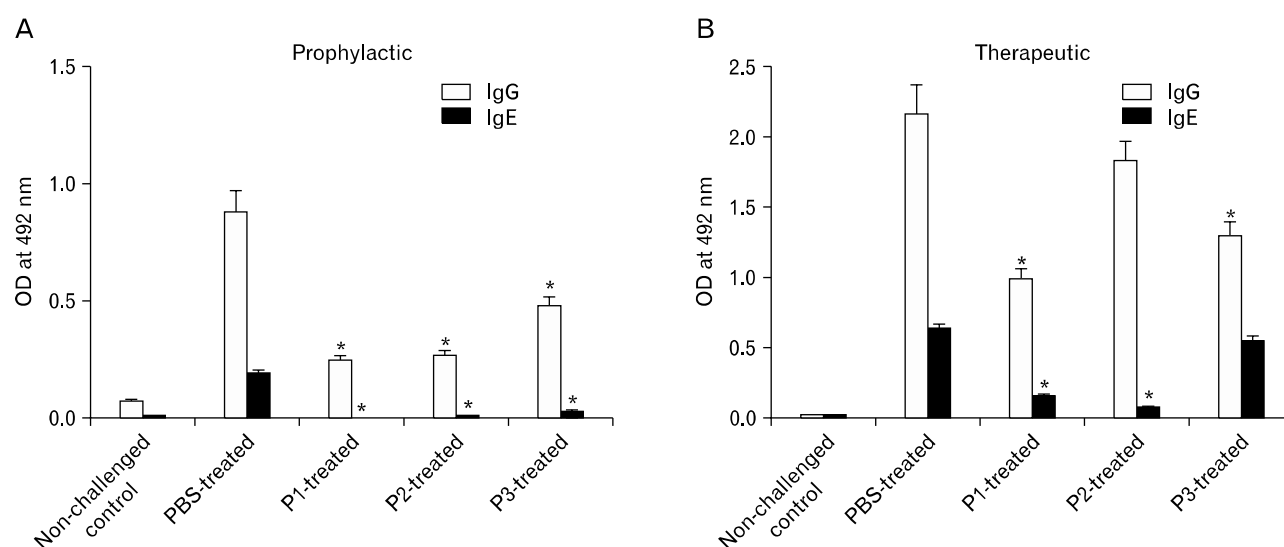 A
Prophylactic
1.5
1.0
0.5
0.0
OD at 492 nm
IgG
IgE
*
*
*
*
*
*
Non-challenged
control
PBS-treated
P1-treated
P2-treated
P3-treated
B
Therapeutic
2.5
2.0
1.5
1.0
0.5
0.0
OD at 492 nm
IgG
IgE
*
*
*
*
Non-challenged
control
PBS-treated
P1-treated
P2-treated
P3-treated